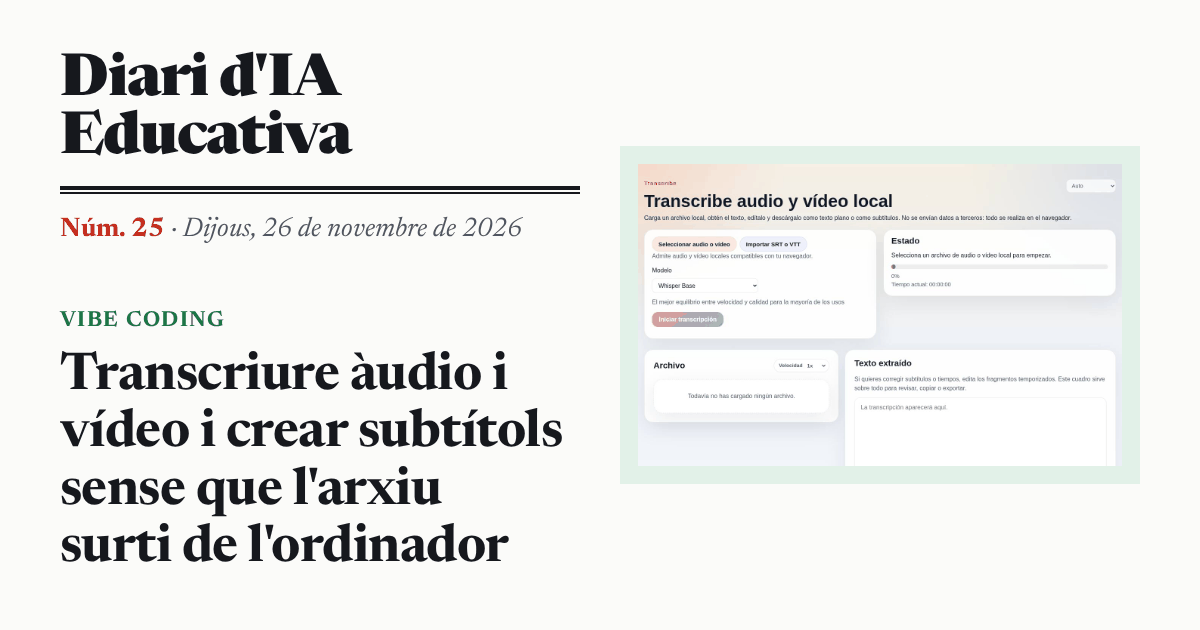 Diari d'IA
Educativa
Núm. 25 · Dijous, 26 de novembre de 2026
VIBE CODING
Transcriure àudio i
vídeo i crear subtítols
sense que l'arxiu
surti de l'ordinador
Transcribe
Auto
Transcribe audio y vídeo local
Carga un archivo local, obtén el texto, edítalo y descárgalo como texto plano o como subtítulos. No se envían datos a terceros: todo se realiza en el navegador.
Seleccionar audio o vídeo
Importar SRT o VTT
Admite audio y vídeo locales compatibles con tu navegador.
Modelo
Whisper Base
El mejor equilibrio entre velocidad y calidad para la mayoría de los usos
Iniciar transcripción
Estado
Selecciona un archivo de audio o vídeo local para empezar.
0%
Tiempo actual: 00:00:00
Archivo
Velocidad 1x
Todavía no has cargado ningún archivo.
Texto extraído
Si quieres corregir subtítulos o tiempos, edita los fragmentos temporizados. Este cuadro sirve
sobre todo para revisar, copiar o exportar.
La transcripción aparecerá aquí.